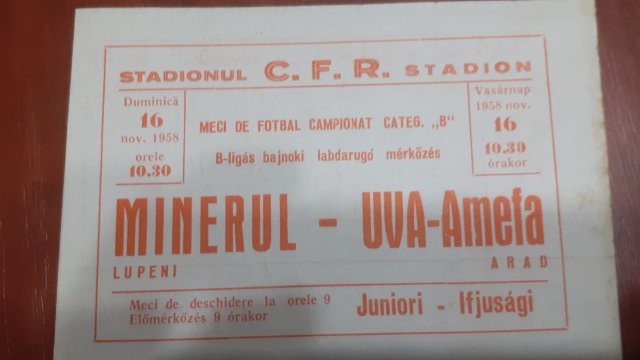 STADIONUL C. F. R. STADION
Duminică
16
nov. 1958
orele
10.30
MECI DE FOTBAL CAMPIONAT CATEG. „B"
B-ligás bajnoki labdarugó mérkőzés
Vasárnap
1958 nov.
16
10.30
órakor
MINERUL - UVA-Amefa
LUPENI ARAD
Meci de deschidere la orele 9
Előmérkőzés 9 órakor
Juniori - Ifjusági